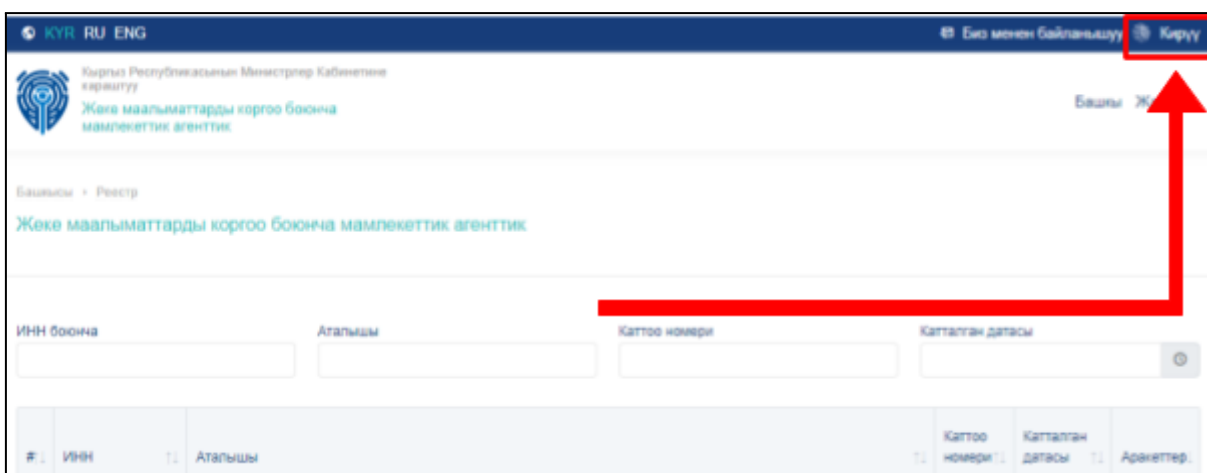 KYR RU ENG
Биз менен байланышуу Кирүү
Кыргыз Республикасынын Министрлер Кабинетине
караштуу
Жеке маалыматтарды коргоо боюнча
мамлекеттик агенттик
Башкы
Башкысы › Реестр
Жеке маалыматтарды коргоо боюнча мамлекеттик агенттик
ИНН боюнча Аталышы Каттоо номери Катталган датасы
# ИНН Аталышы Каттоо номери Катталган датасы Аракеттер